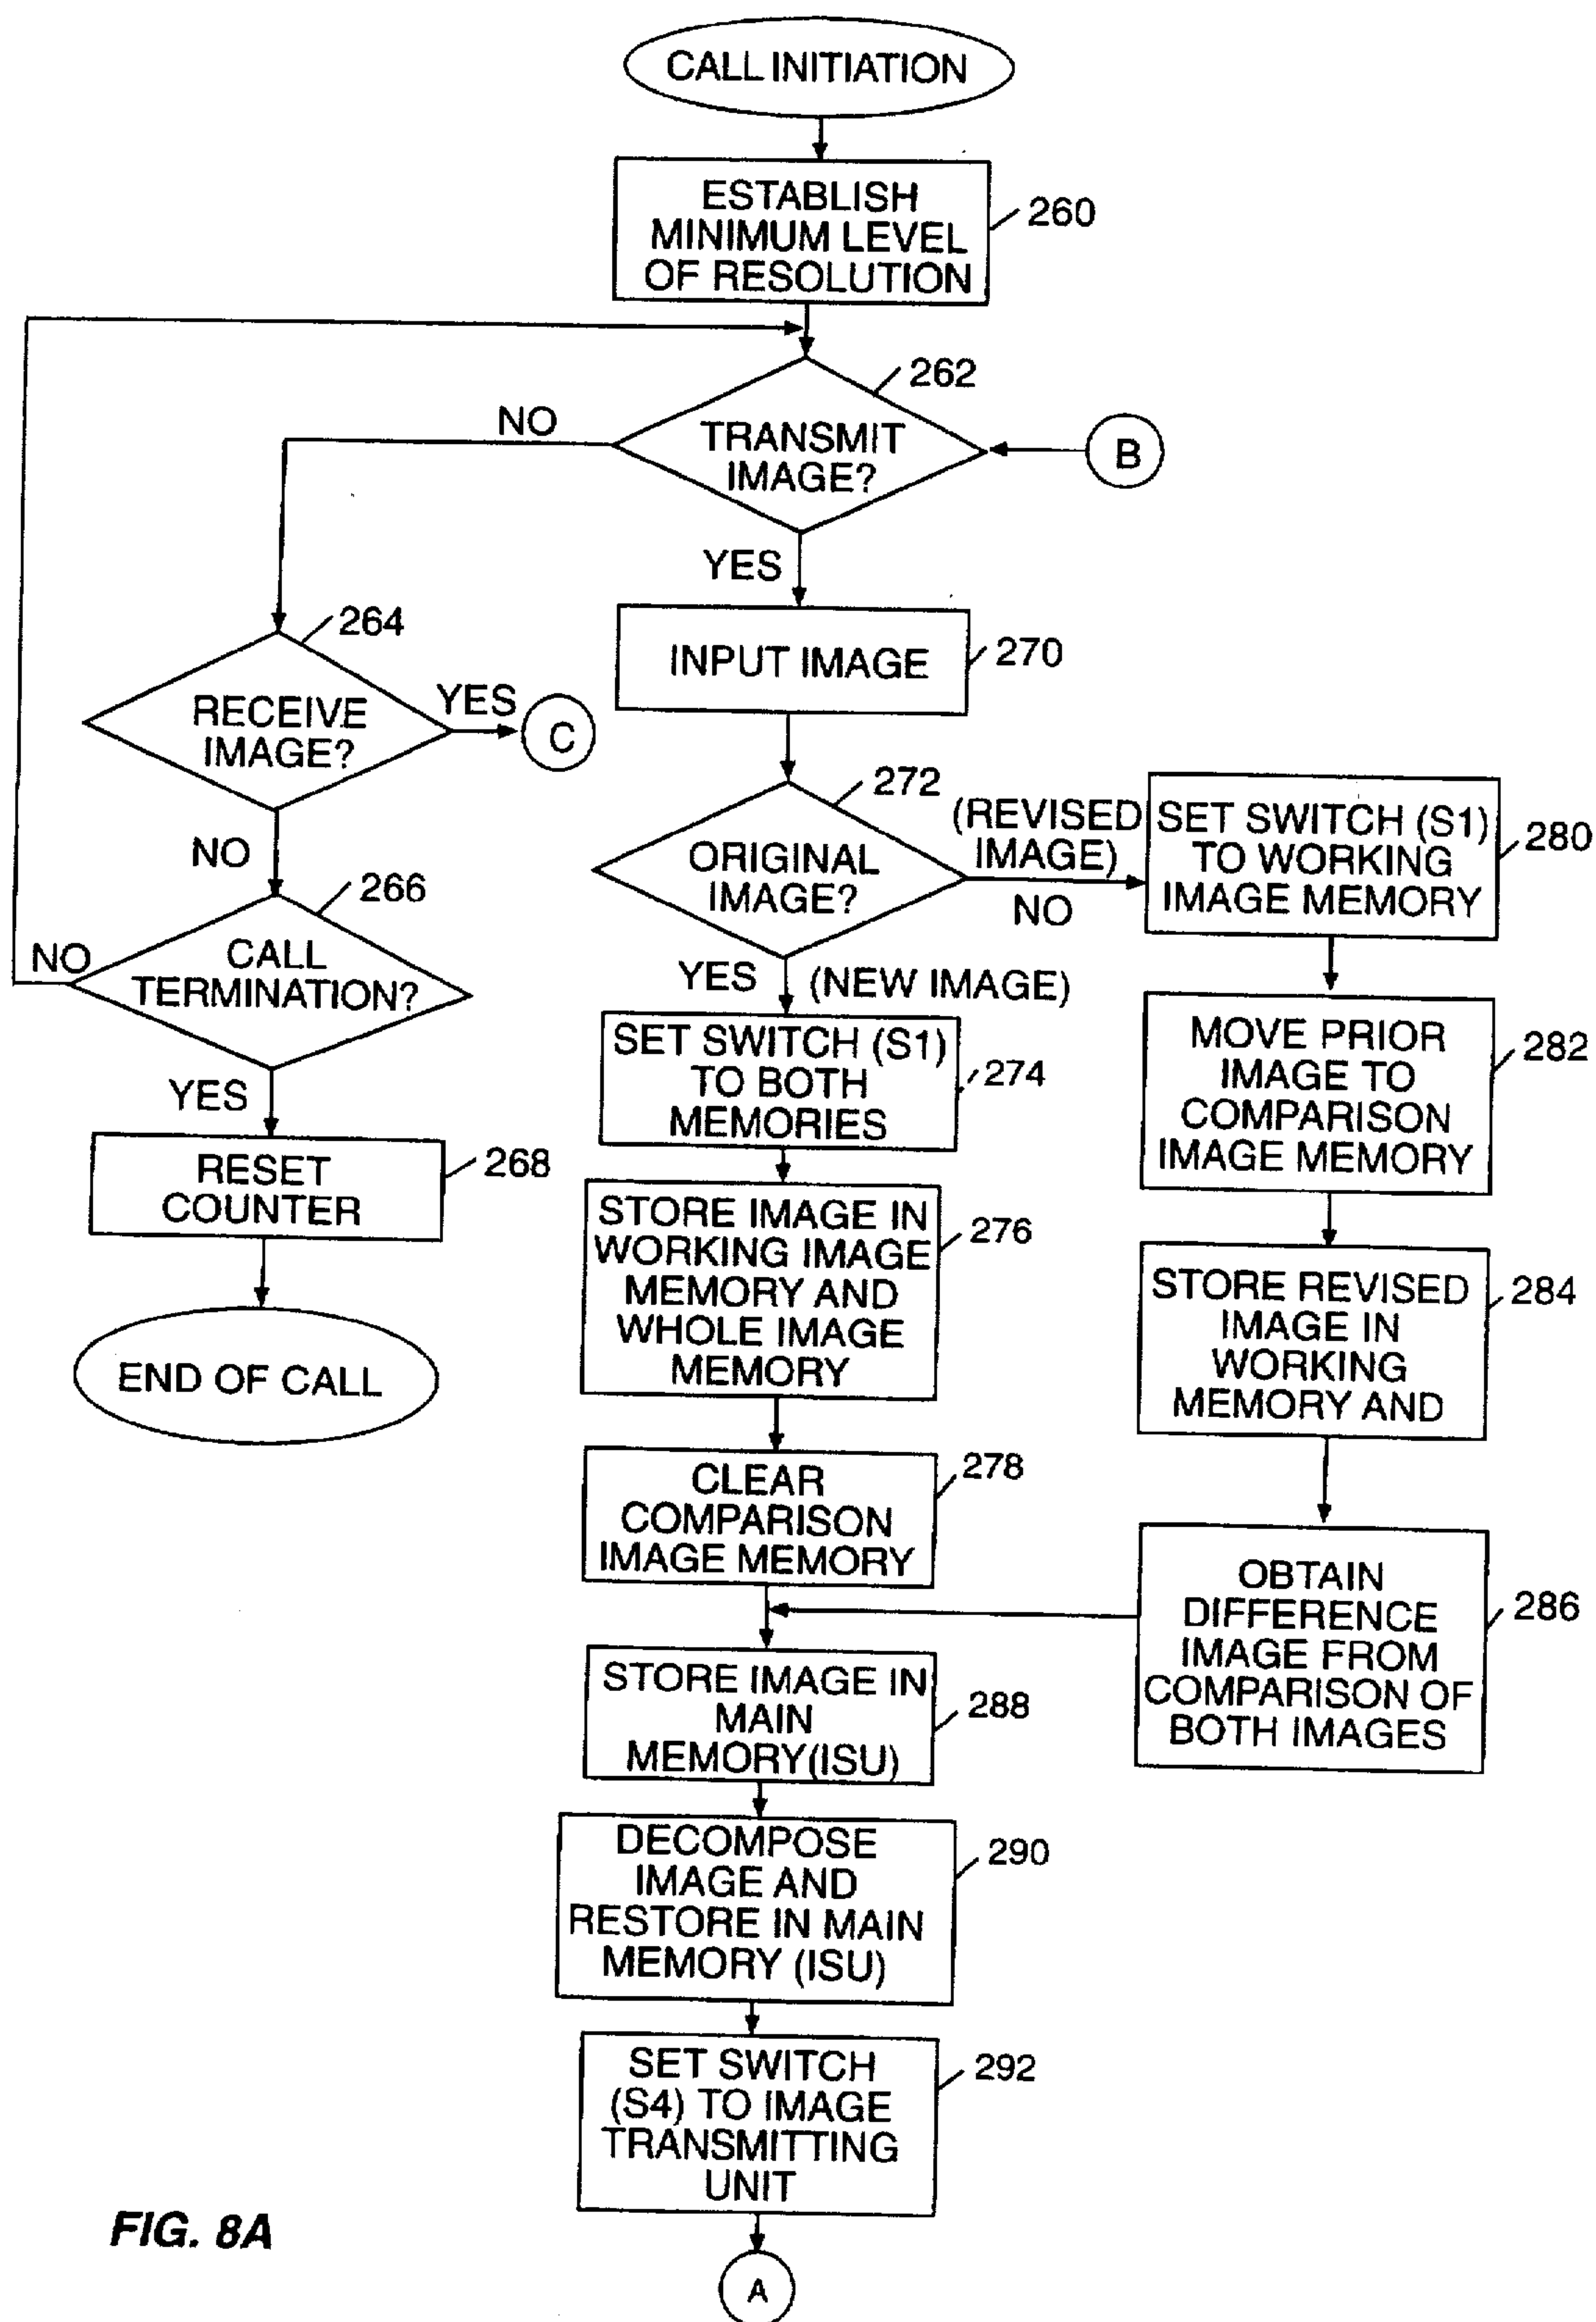 CALL INITIATION
ESTABLISH
MINIMUM LEVEL
OF RESOLUTION
260
262
NO
TRANSMIT
IMAGE?
B
YES
264
INPUT IMAGE
270
RECEIVE
IMAGE?
YES
C
272
(REVISED
IMAGE)
SET SWITCH (S1)
TO WORKING
IMAGE MEMORY
280
NO
ORIGINAL
IMAGE?
NO
266
NO
CALL
TERMINATION?
YES
(NEW IMAGE)
SET SWITCH (S1)
TO BOTH
MEMORIES
274
MOVE PRIOR
IMAGE TO
COMPARISON
IMAGE MEMORY
282
YES
RESET
COUNTER
268
STORE IMAGE IN
WORKING IMAGE
MEMORY AND
WHOLE IMAGE
MEMORY
276
STORE REVISED
IMAGE IN
WORKING
MEMORY AND
284
END OF CALL
CLEAR
COMPARISON
IMAGE MEMORY
278
OBTAIN
DIFFERENCE
IMAGE FROM
COMPARISON OF
BOTH IMAGES
286
STORE IMAGE IN
MAIN
MEMORY(ISU)
288
DECOMPOSE
IMAGE AND
RESTORE IN MAIN
MEMORY (ISU)
290
SET SWITCH
(S4) TO IMAGE
TRANSMITTING
UNIT
292
FIG. 8A
A